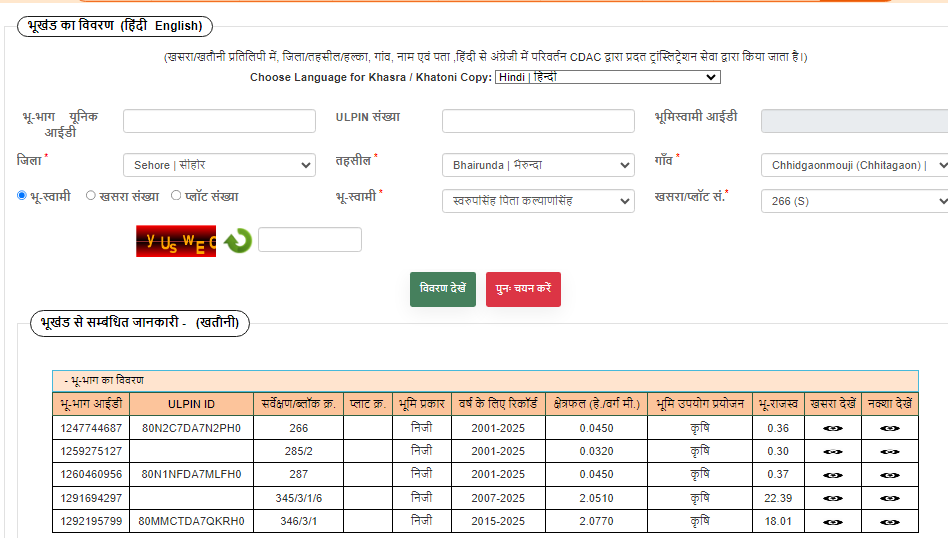 भूखंड का विवरण (हिंदी English)
(खसरा/खतौनी प्रतिलिपी में, जिला/तहसील/हल्का, गांव, नाम एवं पता ,हिंदी से अंग्रेजी में परिवर्तन CDAC द्वारा प्रदत ट्रांस्लिट्रेशन सेवा द्वारा किया जाता है।)
Choose Language for Khasra / Khatoni Copy: Hindi | हिन्दी
भू-भाग यूनिक आईडी ULPIN संख्या भूमिस्वामी आईडी
जिला * Sehore | सीहोर तहसील * Bhairunda | भैरुन्दा गाँव * Chhidgaonmouji (Chhitagaon) |
भू-स्वामी खसरा संख्या प्लॉट संख्या भू-स्वामी * स्वरुपसिंह पिता कल्याणसिंह खसरा/प्लॉट सं.* 266 (S)
y U s W E C
विवरण देखें पुनः चयन करें
भूखंड से सम्बंधित जानकारी - (खतौनी)
- भू-भाग का विवरण
भू-भाग आईडी ULPIN ID सर्वेक्षण/ब्लॉक क्र. प्लाट क्र. भूमि प्रकार वर्ष के लिए रिकॉर्ड क्षेत्रफल (हे./वर्ग मी.) भूमि उपयोग प्रयोजन भू-राजस्व खसरा देखें नक्शा देखें
1247744687 80N2C7DA7N2PH0 266 निजी 2001-2025 0.0450 कृषि 0.36
1259275127 285/2 निजी 2001-2025 0.0320 कृषि 0.30
1260460956 80N1NFDA7MLFH0 287 निजी 2001-2025 0.0450 कृषि 0.37
1291694297 345/3/1/6 निजी 2007-2025 2.0510 कृषि 22.39
1292195799 80MMCTDA7QKRH0 346/3/1 निजी 2015-2025 2.0770 कृषि 18.01